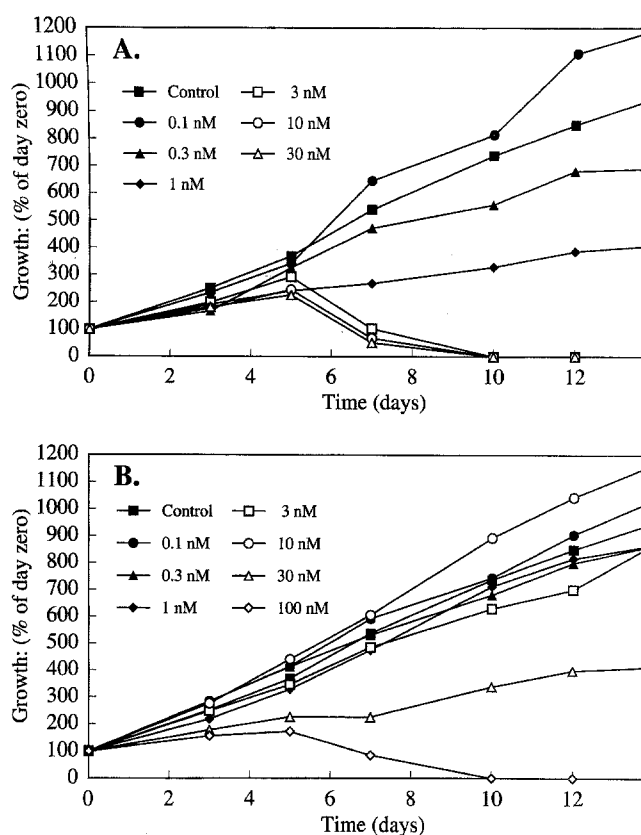 A.
Growth: (% of day zero)
1200
1100
1000
900
800
700
600
500
400
300
200
100
0
Control
0.1 nM
0.3 nM
1 nM
3 nM
10 nM
30 nM
0 2 4 6 8 10 12
Time (days)
B.
Growth: (% of day zero)
1200
1100
1000
900
800
700
600
500
400
300
200
100
0
Control
0.1 nM
0.3 nM
1 nM
3 nM
10 nM
30 nM
100 nM
0 2 4 6 8 10 12
Time (days)